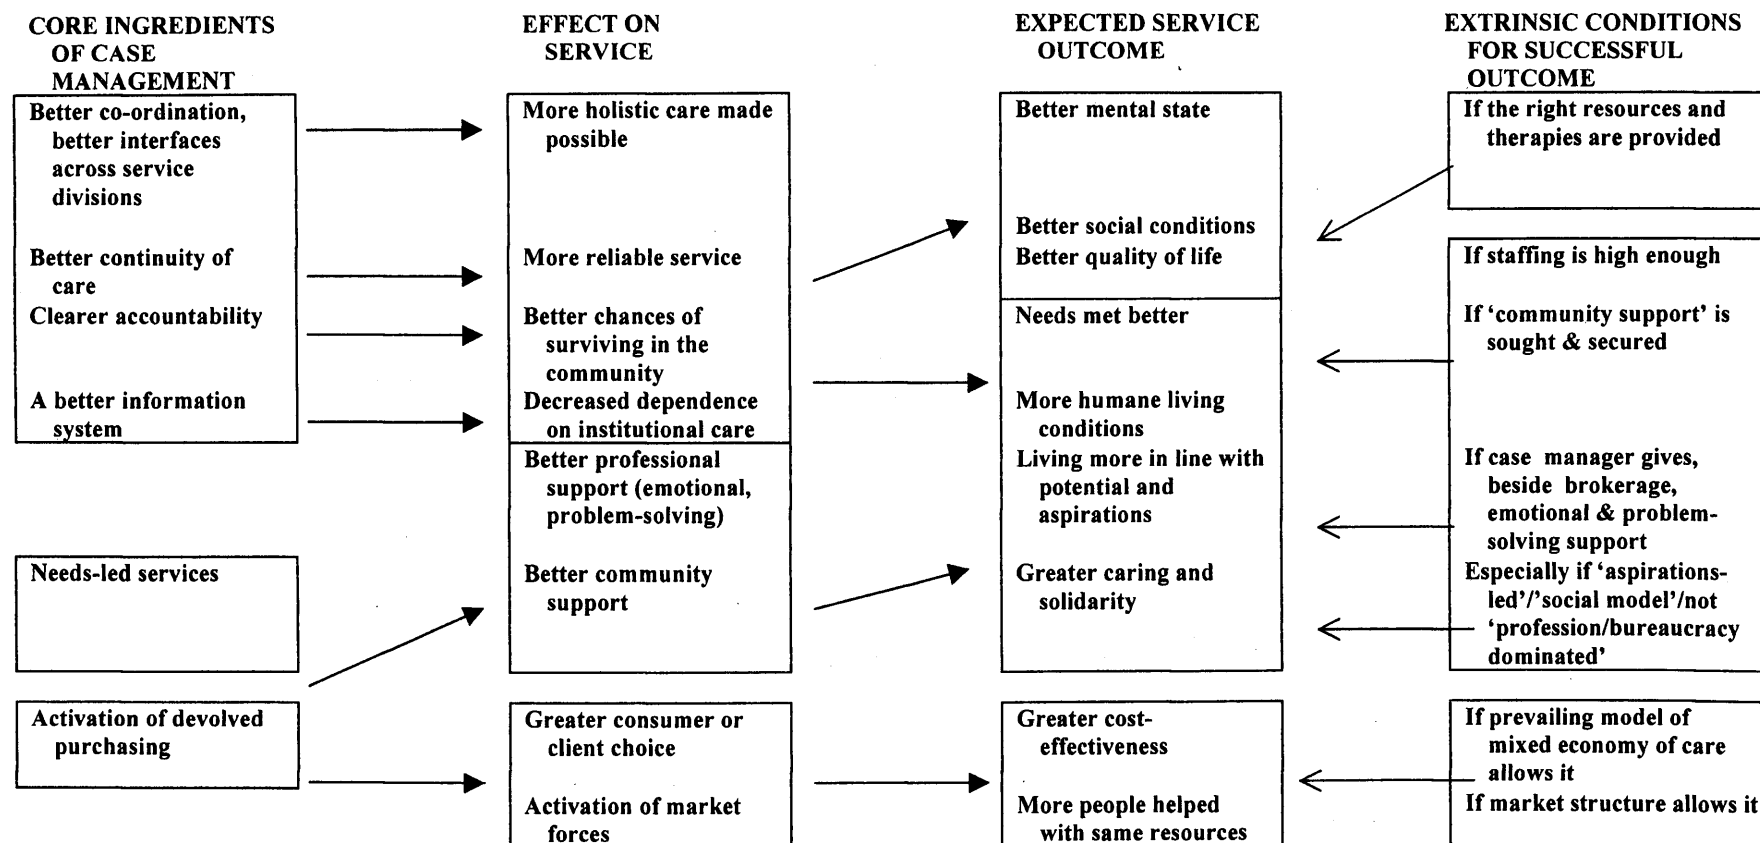 CORE INGREDIENTS
OF CASE
MANAGEMENT
Better co-ordination,
better interfaces
across service
divisions
Better continuity of
care
Clearer accountability
A better information
system
Needs-led services
Activation of devolved
purchasing
EFFECT ON
SERVICE
More holistic care made
possible
More reliable service
Better chances of
surviving in the
community
Decreased dependence
on institutional care
Better professional
support (emotional,
problem-solving)
Better community
support
Greater consumer or
client choice
Activation of market
forces
EXPECTED SERVICE
OUTCOME
Better mental state
Better social conditions
Better quality of life
Needs met better
More humane living
conditions
Living more in line with
potential and
aspirations
Greater caring and
solidarity
Greater cost-
effectiveness
More people helped
with same resources
EXTRINSIC CONDITIONS
FOR SUCCESSFUL
OUTCOME
If the right resources and
therapies are provided
If staffing is high enough
If ‘community support’ is
sought & secured
If case manager gives,
beside brokerage,
emotional & problem-
solving support
Especially if ‘aspirations-
led’/’social model’/not
‘profession/bureaucracy
dominated’
If prevailing model of
mixed economy of care
allows it
If market structure allows it